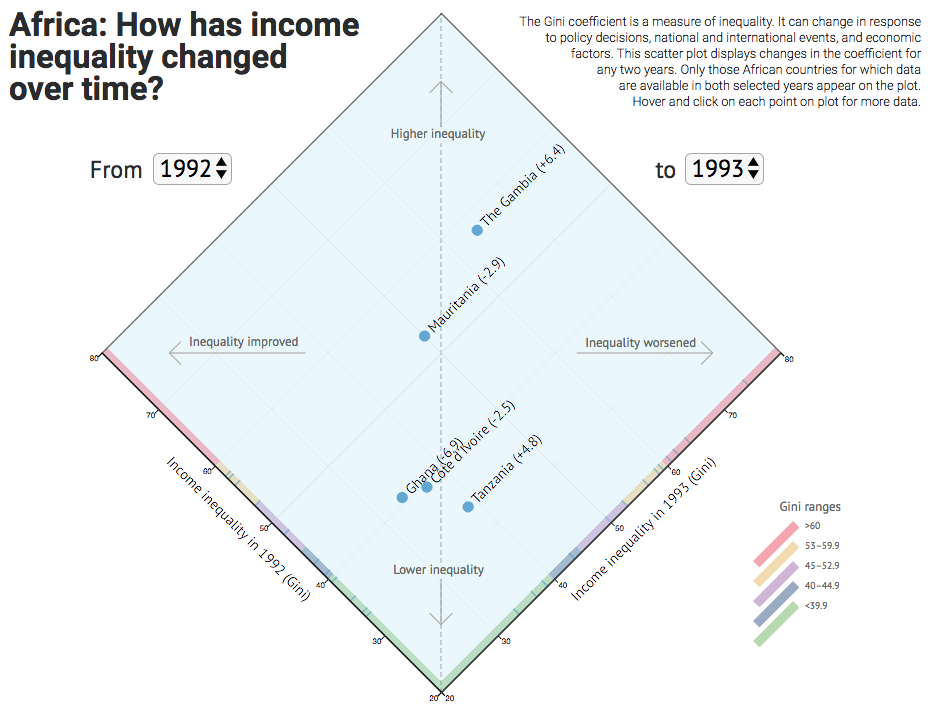 Africa: How has income
inequality changed
over time?
The Gini coefficient is a measure of inequality. It can change in response
to policy decisions, national and international events, and economic
factors. This scatter plot displays changes in the coefficient for
any two years. Only those African countries for which data
are available in both selected years appear on the plot.
Hover and click on each point on plot for more data.
From 1992
to 1993
Higher inequality
The Gambia (+6.4)
Mauritania (-2.9)
Inequality improved
Inequality worsened
Ghana (-6.9)
Cote d'Ivoire (-2.5)
Tanzania (+4.8)
Lower inequality
80
70
60
50
40
30
20
Income inequality in 1992 (Gini)
20
30
40
50
60
70
80
Income inequality in 1993 (Gini)
Gini ranges
>60
53–59.9
45–52.9
40–44.9
<39.9